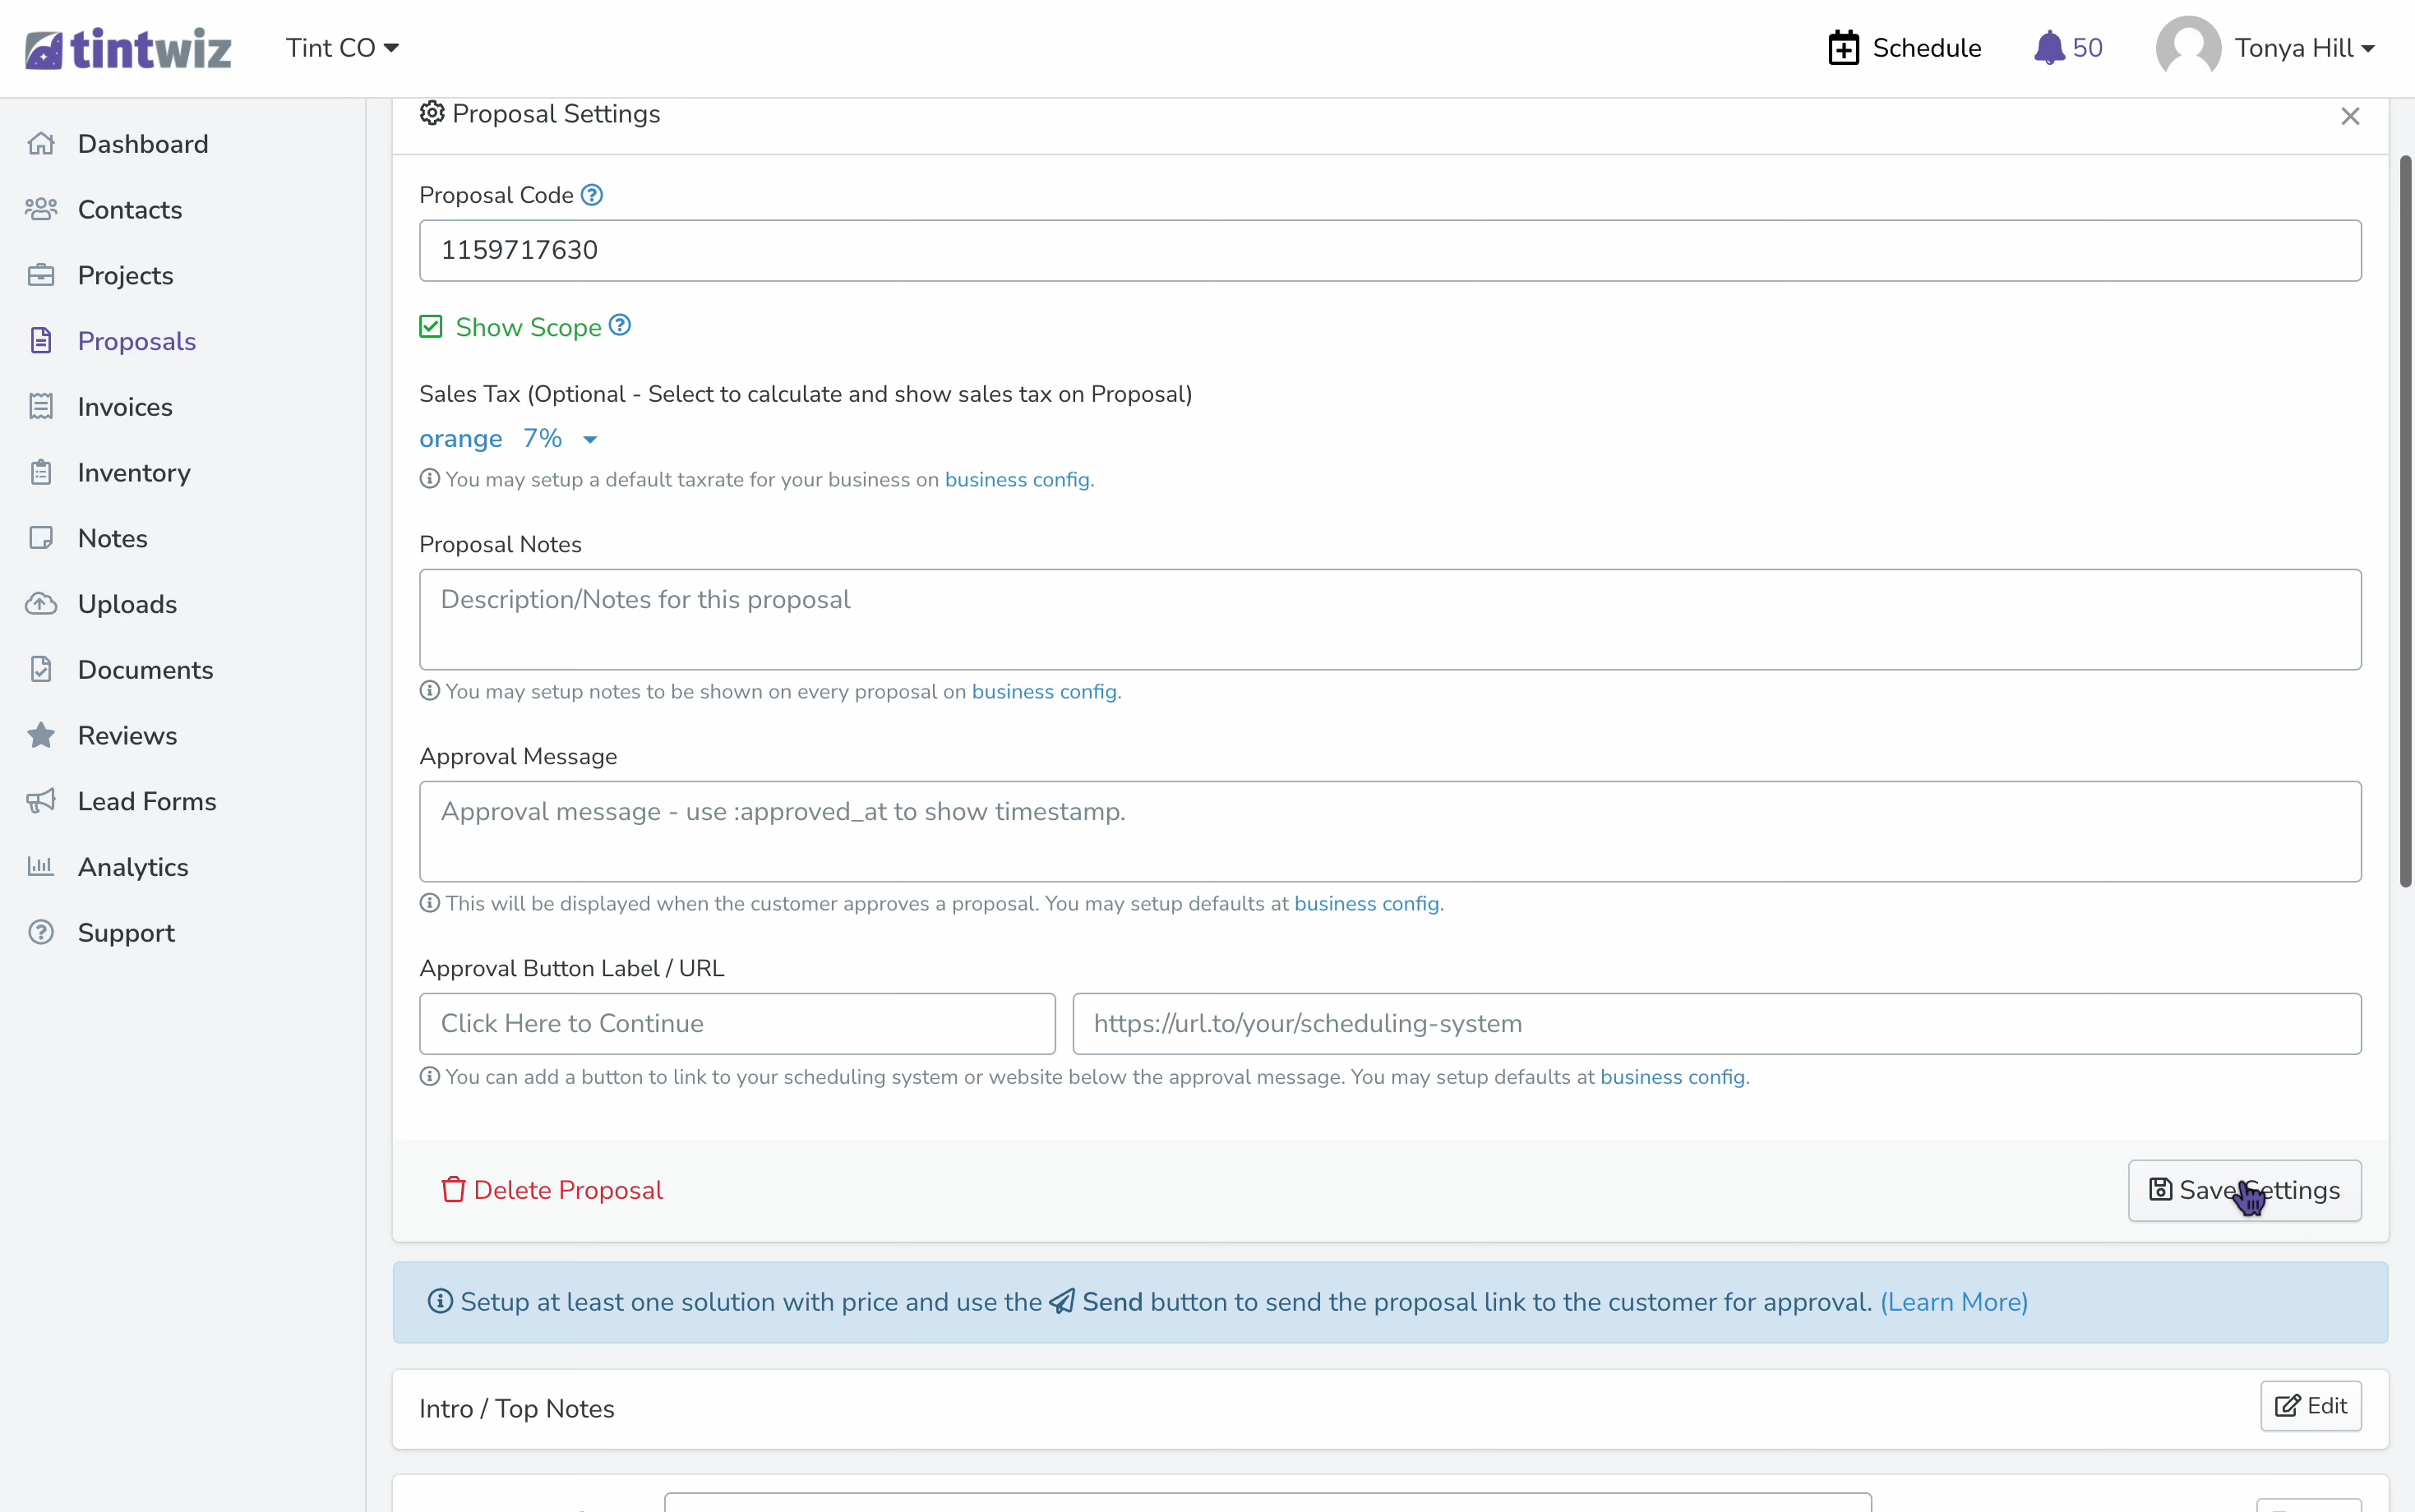 tintwiz
Tint CO
Schedule
50
Tonya Hill
Dashboard
Contacts
Projects
Proposals
Invoices
Inventory
Notes
Uploads
Documents
Reviews
Lead Forms
Analytics
Support
Proposal Settings
Proposal Code
1159717630
Show Scope
Sales Tax (Optional - Select to calculate and show sales tax on Proposal)
orange 7%
You may setup a default taxrate for your business on business config.
Proposal Notes
Description/Notes for this proposal
You may setup notes to be shown on every proposal on business config.
Approval Message
Approval message - use :approved_at to show timestamp.
This will be displayed when the customer approves a proposal. You may setup defaults at business config.
Approval Button Label / URL
Click Here to Continue
https://url.to/your/scheduling-system
You can add a button to link to your scheduling system or website below the approval message. You may setup defaults at business config.
Delete Proposal
Save Settings
Setup at least one solution with price and use the Send button to send the proposal link to the customer for approval. (Learn More)
Intro / Top Notes
Edit